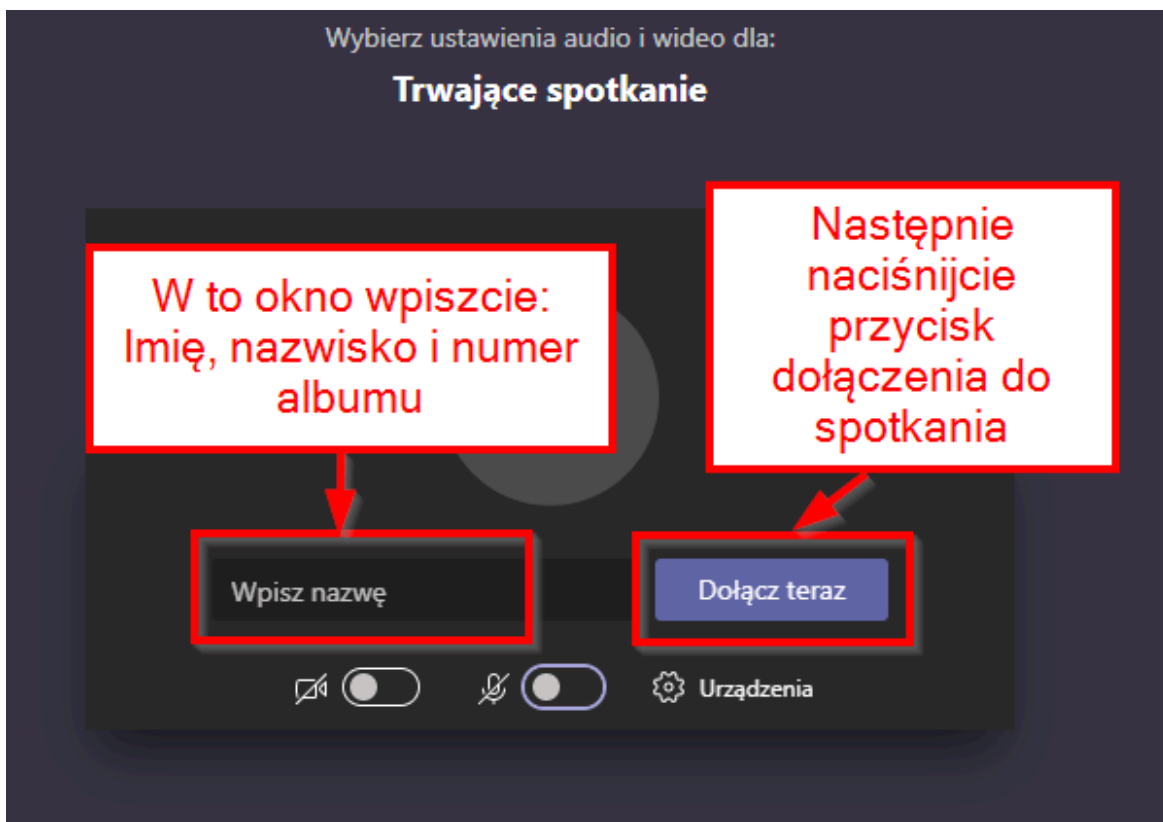 Wybierz ustawienia audio i wideo dla:
Trwające spotkanie
W to okno wpiszcie:
Imię, nazwisko i numer
albumu
Następnie
naciśnijcie
przycisk
dołączenia do
spotkania
Wpisz nazwę
Dołącz teraz
Urządzenia